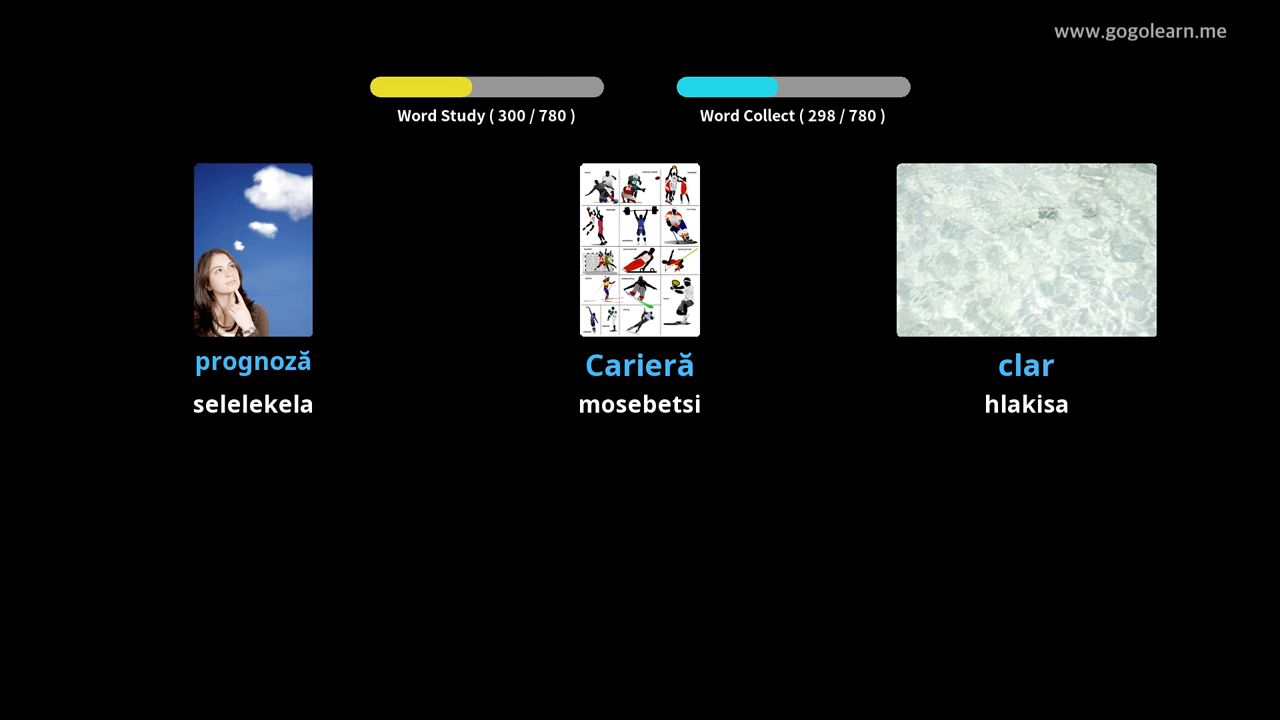 www.gogolearn.me
Word Study ( 300 / 780 )
Word Collect ( 298 / 780 )
prognoză
Carieră
clar
selelekela
mosebetsi
hlakisa